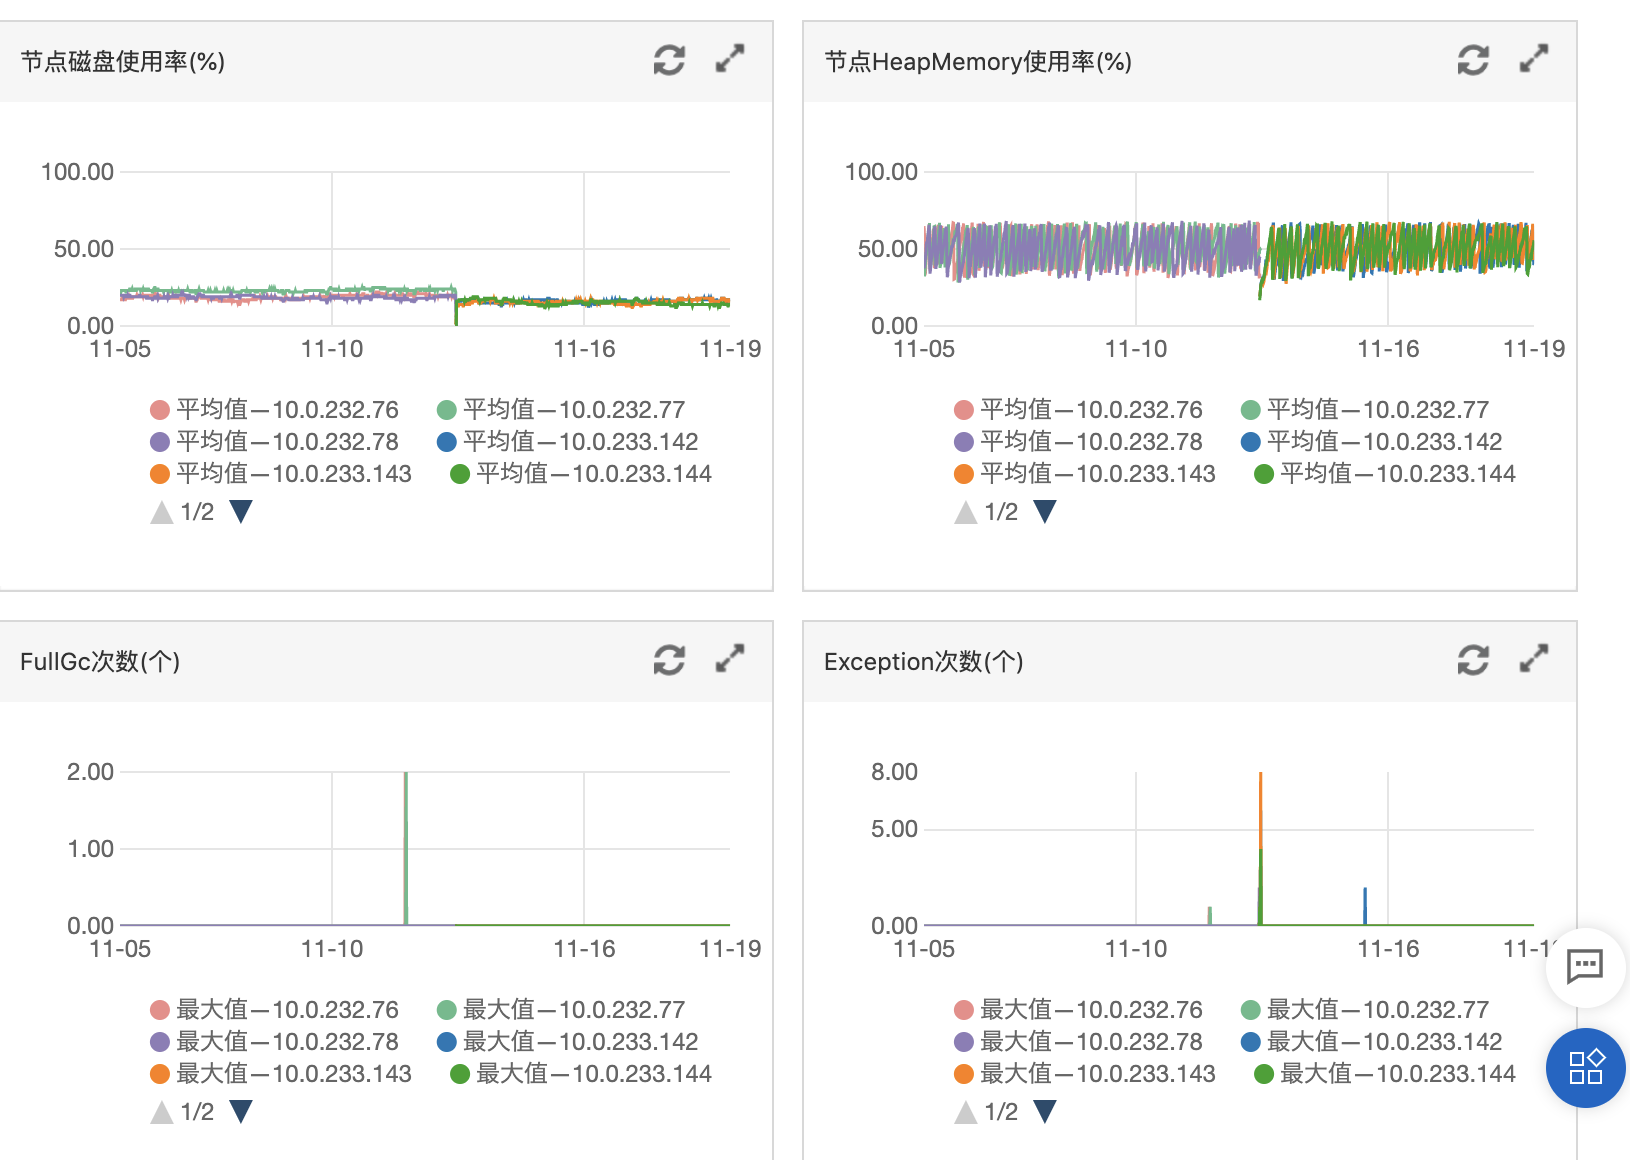 节点磁盘使用率(%)
100.00
50.00
0.00
11-05 11-10 11-16 11-19
平均值—10.0.232.76 平均值—10.0.232.77
平均值—10.0.232.78 平均值—10.0.233.142
平均值—10.0.233.143 平均值—10.0.233.144
1/2
节点HeapMemory使用率(%)
100.00
50.00
0.00
11-05 11-10 11-16 11-19
平均值—10.0.232.76 平均值—10.0.232.77
平均值—10.0.232.78 平均值—10.0.233.142
平均值—10.0.233.143 平均值—10.0.233.144
1/2
FullGc次数(个)
2.00
1.00
0.00
11-05 11-10 11-16 11-19
最大值—10.0.232.76 最大值—10.0.232.77
最大值—10.0.232.78 最大值—10.0.233.142
最大值—10.0.233.143 最大值—10.0.233.144
1/2
Exception次数(个)
8.00
5.00
0.00
11-05 11-10 11-16 11-1
最大值—10.0.232.76 最大值—10.0.232.77
最大值—10.0.232.78 最大值—10.0.233.142
最大值—10.0.233.143 最大值—10.0.233.144
1/2